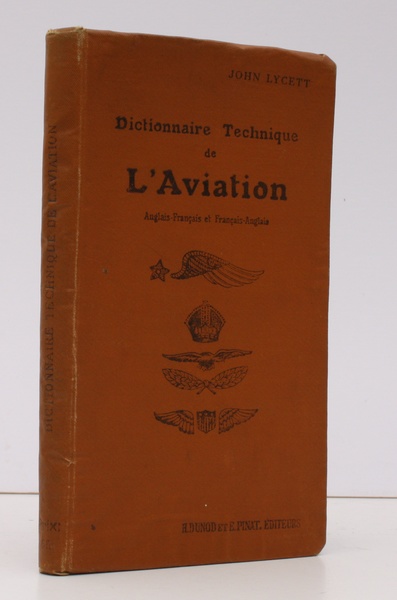 JOHN LYCETT
Dictionnaire Technique
de
L'Aviation
Anglais-Français et Français-Anglais
H. DUNOD ET E. PINAT, ÉDITEURS
DICTIONNAIRE TECHNIQUE DE L'AVIATION